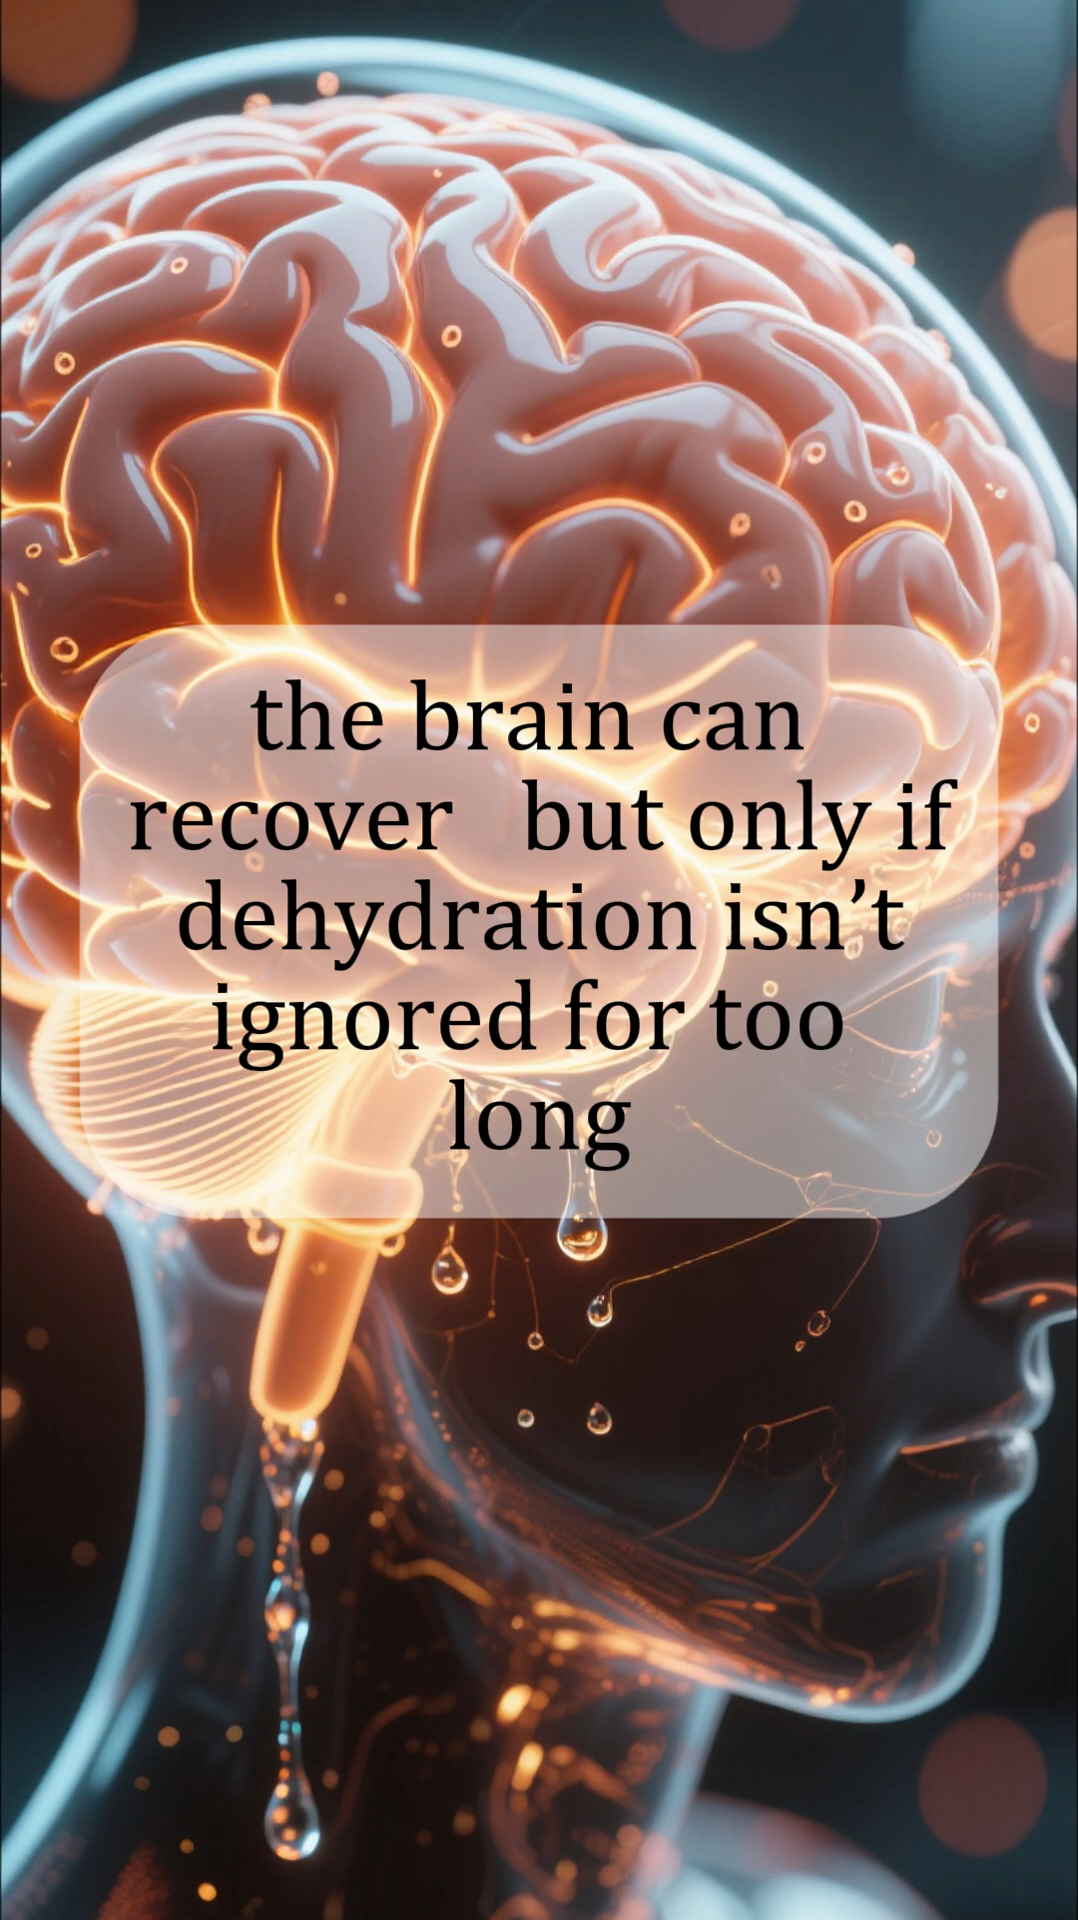 the brain can
recover   but only if
dehydration isn’t
ignored for too
long